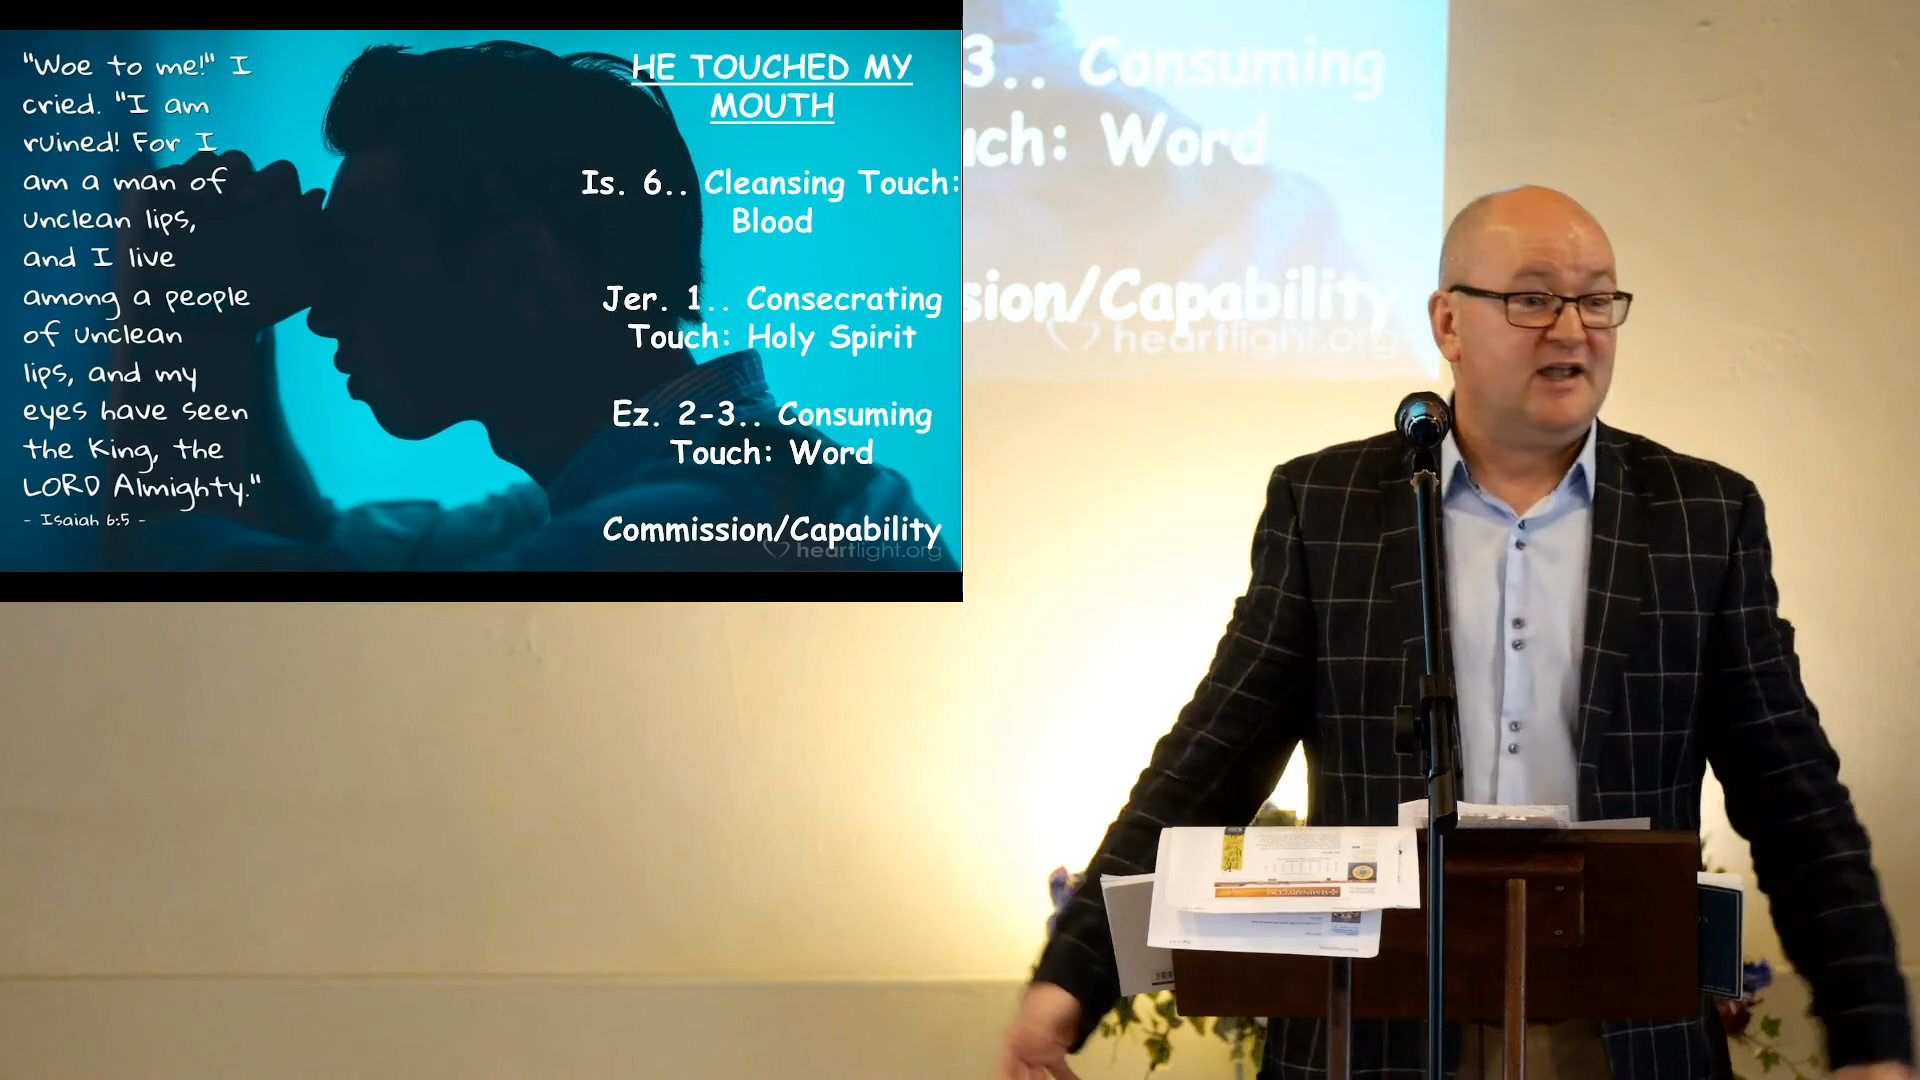 "Woe to me!" I
cried. "I am
ruined! For I
am a man of
unclean lips,
and I live
among a people
of unclean
lips, and my
eyes have seen
the King, the
LORD Almighty."
- Isaiah 6:5 -
HE TOUCHED MY
MOUTH
Is. 6.. Cleansing Touch:
Blood
Jer. 1.. Consecrating
Touch: Holy Spirit
Ez. 2-3.. Consuming
Touch: Word
Commission/Capability
heartlight.org
3.. Consuming
uch: Word
sion/Capability
heartlight.org
SEMINARY.COM